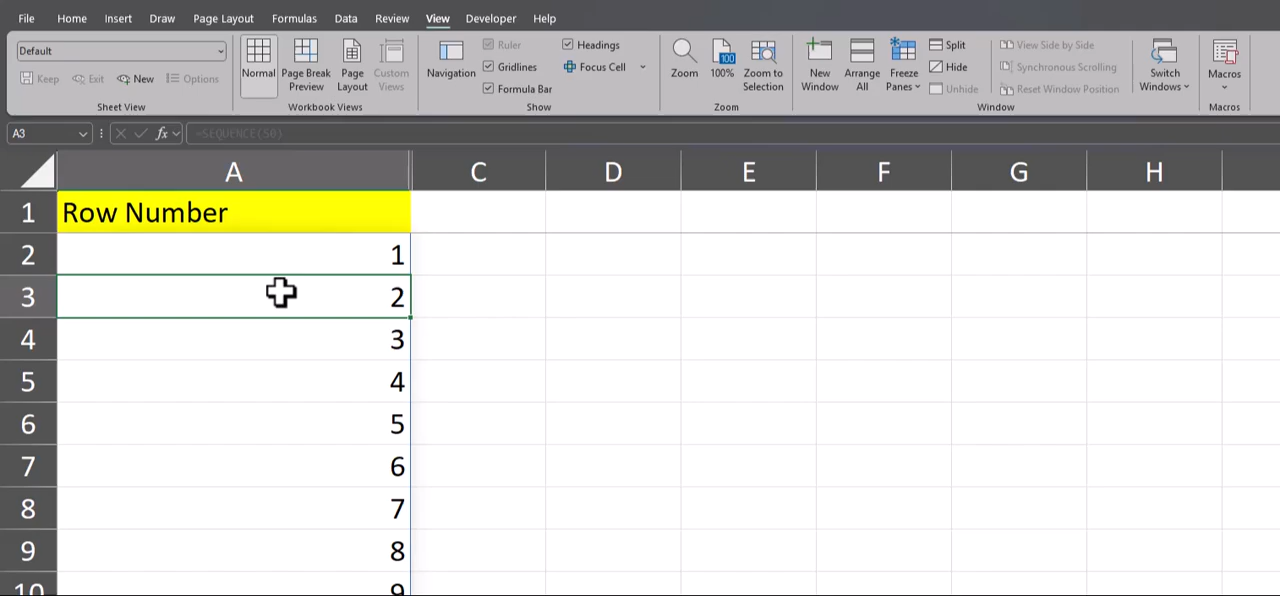 File Home Insert Draw Page Layout Formulas Data Review View Developer Help
Default
Keep Exit New Options
Sheet View
Normal Page Break Preview Page Layout Custom Views
Workbook Views
Navigation
Ruler Headings
Gridlines Focus Cell
Formula Bar
Show
Zoom 100 100% Zoom to Selection
Zoom
New Window Arrange All Freeze Panes
Split
Hide
Unhide
View Side by Side
Synchronous Scrolling
Reset Window Position
Window
Switch Windows
Macros
Macros
A3 fx =SEQUENCE(50)
A C D E F G H
1 Row Number
2 1
3 2
4 3
5 4
6 5
7 6
8 7
9 8
10 9